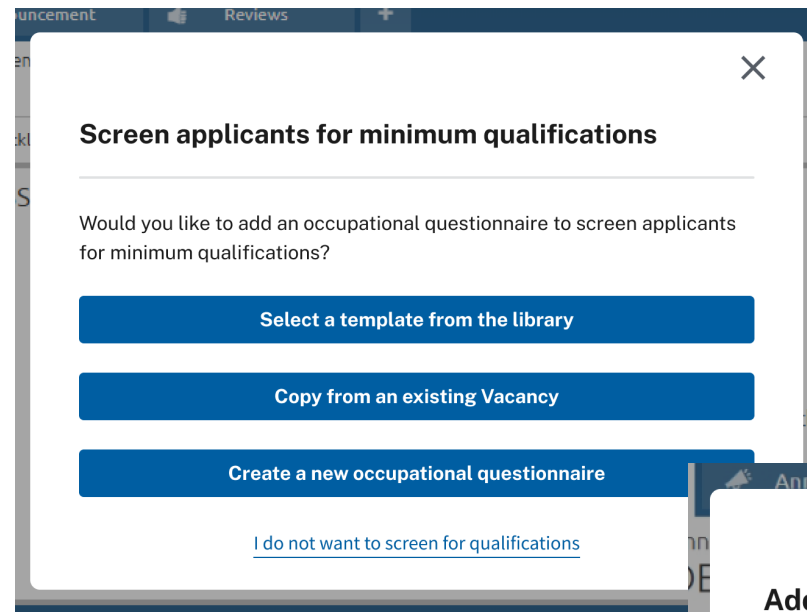 Reviews
Screen applicants for minimum qualifications
Would you like to add an occupational questionnaire to screen applicants
for minimum qualifications?
Select a template from the library
Copy from an existing Vacancy
Create a new occupational questionnaire
I do not want to screen for qualifications